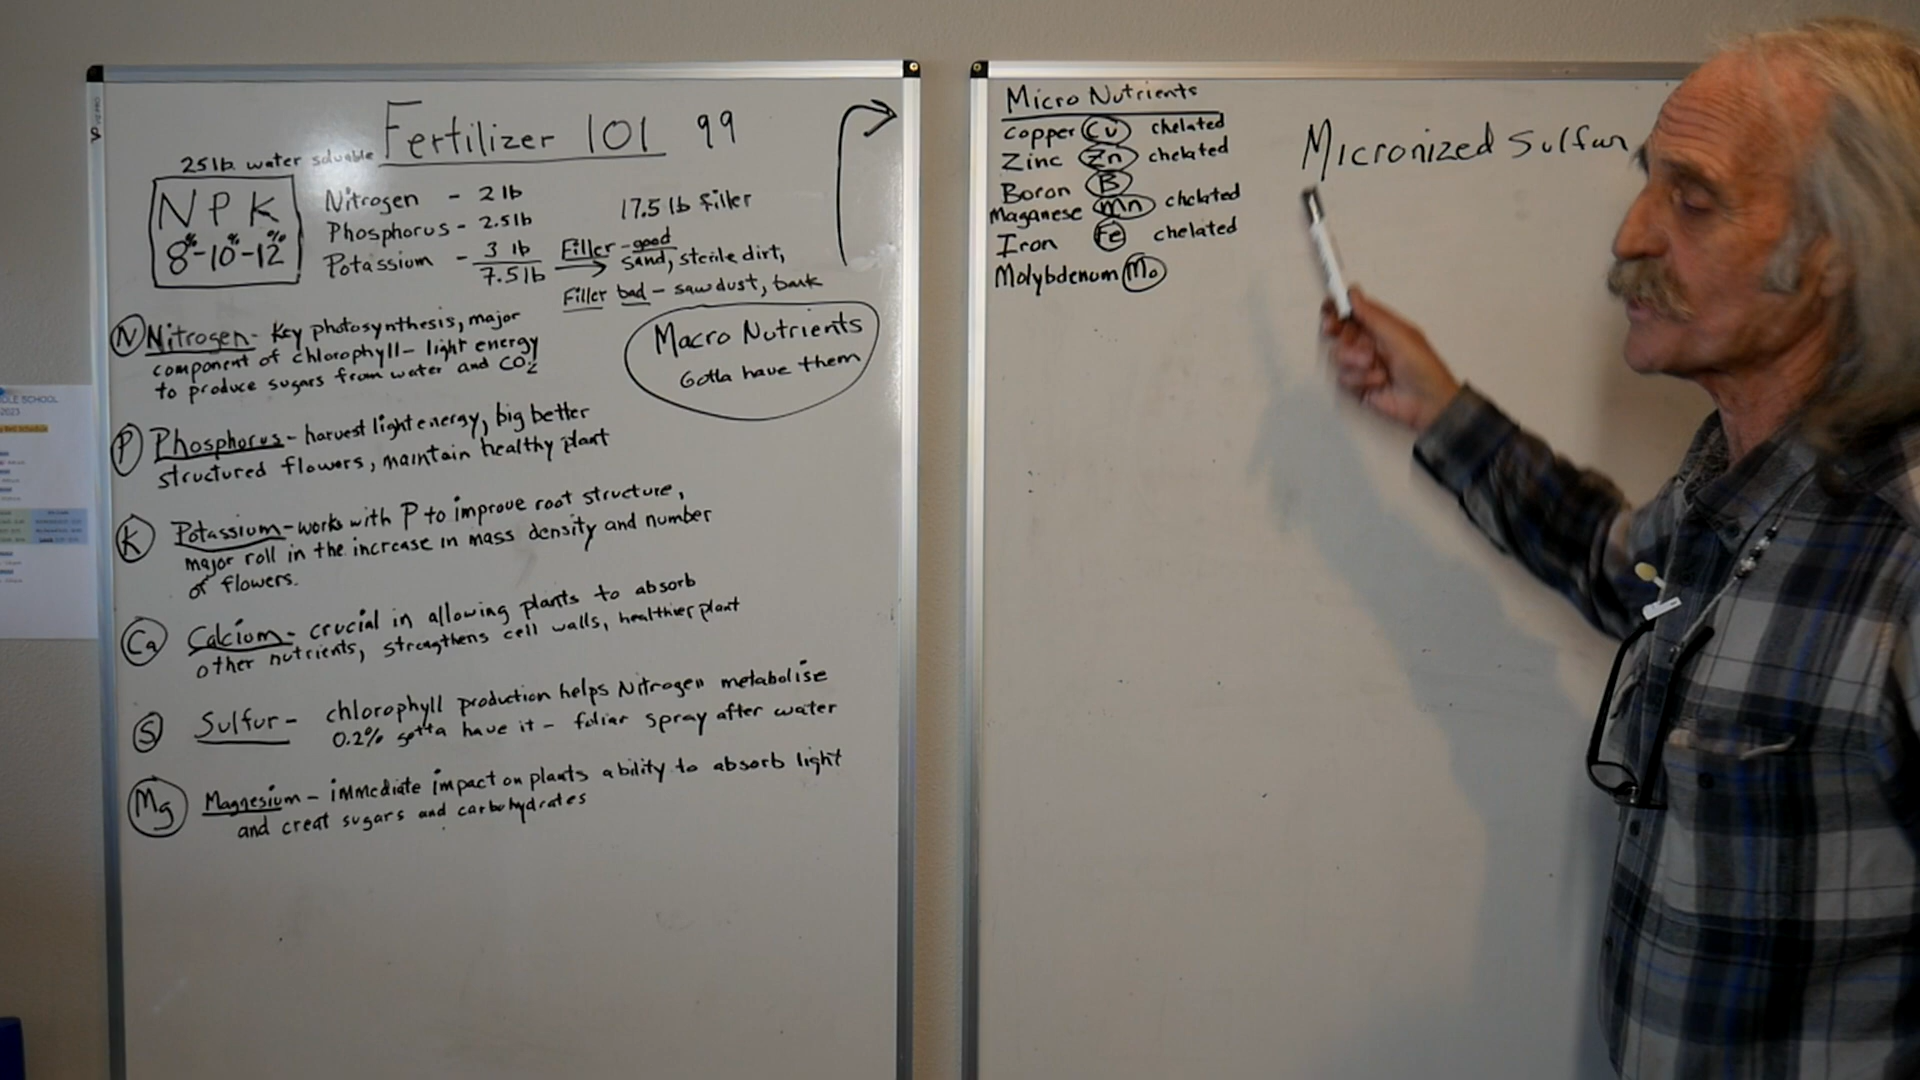 Fertilizer 101 99
25 lb. water soluable
N P K
8%-10%-12%
Nitrogen - 2 lb
Phosphorus - 2.5 lb
Potassium - 3 lb
7.5 lb
17.5 lb Filler
Filler - good
sand, sterile dirt,
Filler bad - sawdust, bark
Macro Nutrients
Gotta have them
N Nitrogen - Key photosynthesis, major
component of chlorophyll - light energy
to produce sugars from water and CO2
P Phosphorus - harvest light energy, big better
structured flowers, maintain healthy plant
K Potassium - works with P to improve root structure,
major roll in the increase in mass density and number
of flowers.
Ca Calcium - crucial in allowing plants to absorb
other nutrients, strengthens cell walls, healthier plant
S Sulfur - chlorophyll production helps Nitrogen metabolise
0.2% gotta have it - foliar spray after water
Mg Magnesium - immediate impact on plants ability to absorb light
and creat sugars and carbohydrates
Micro Nutrients
Copper Cu chelated
Zinc Zn chelated
Boron B
Maganese Mn chelated
Iron Fe chelated
Molybdenum Mo
Micronized Sulfur